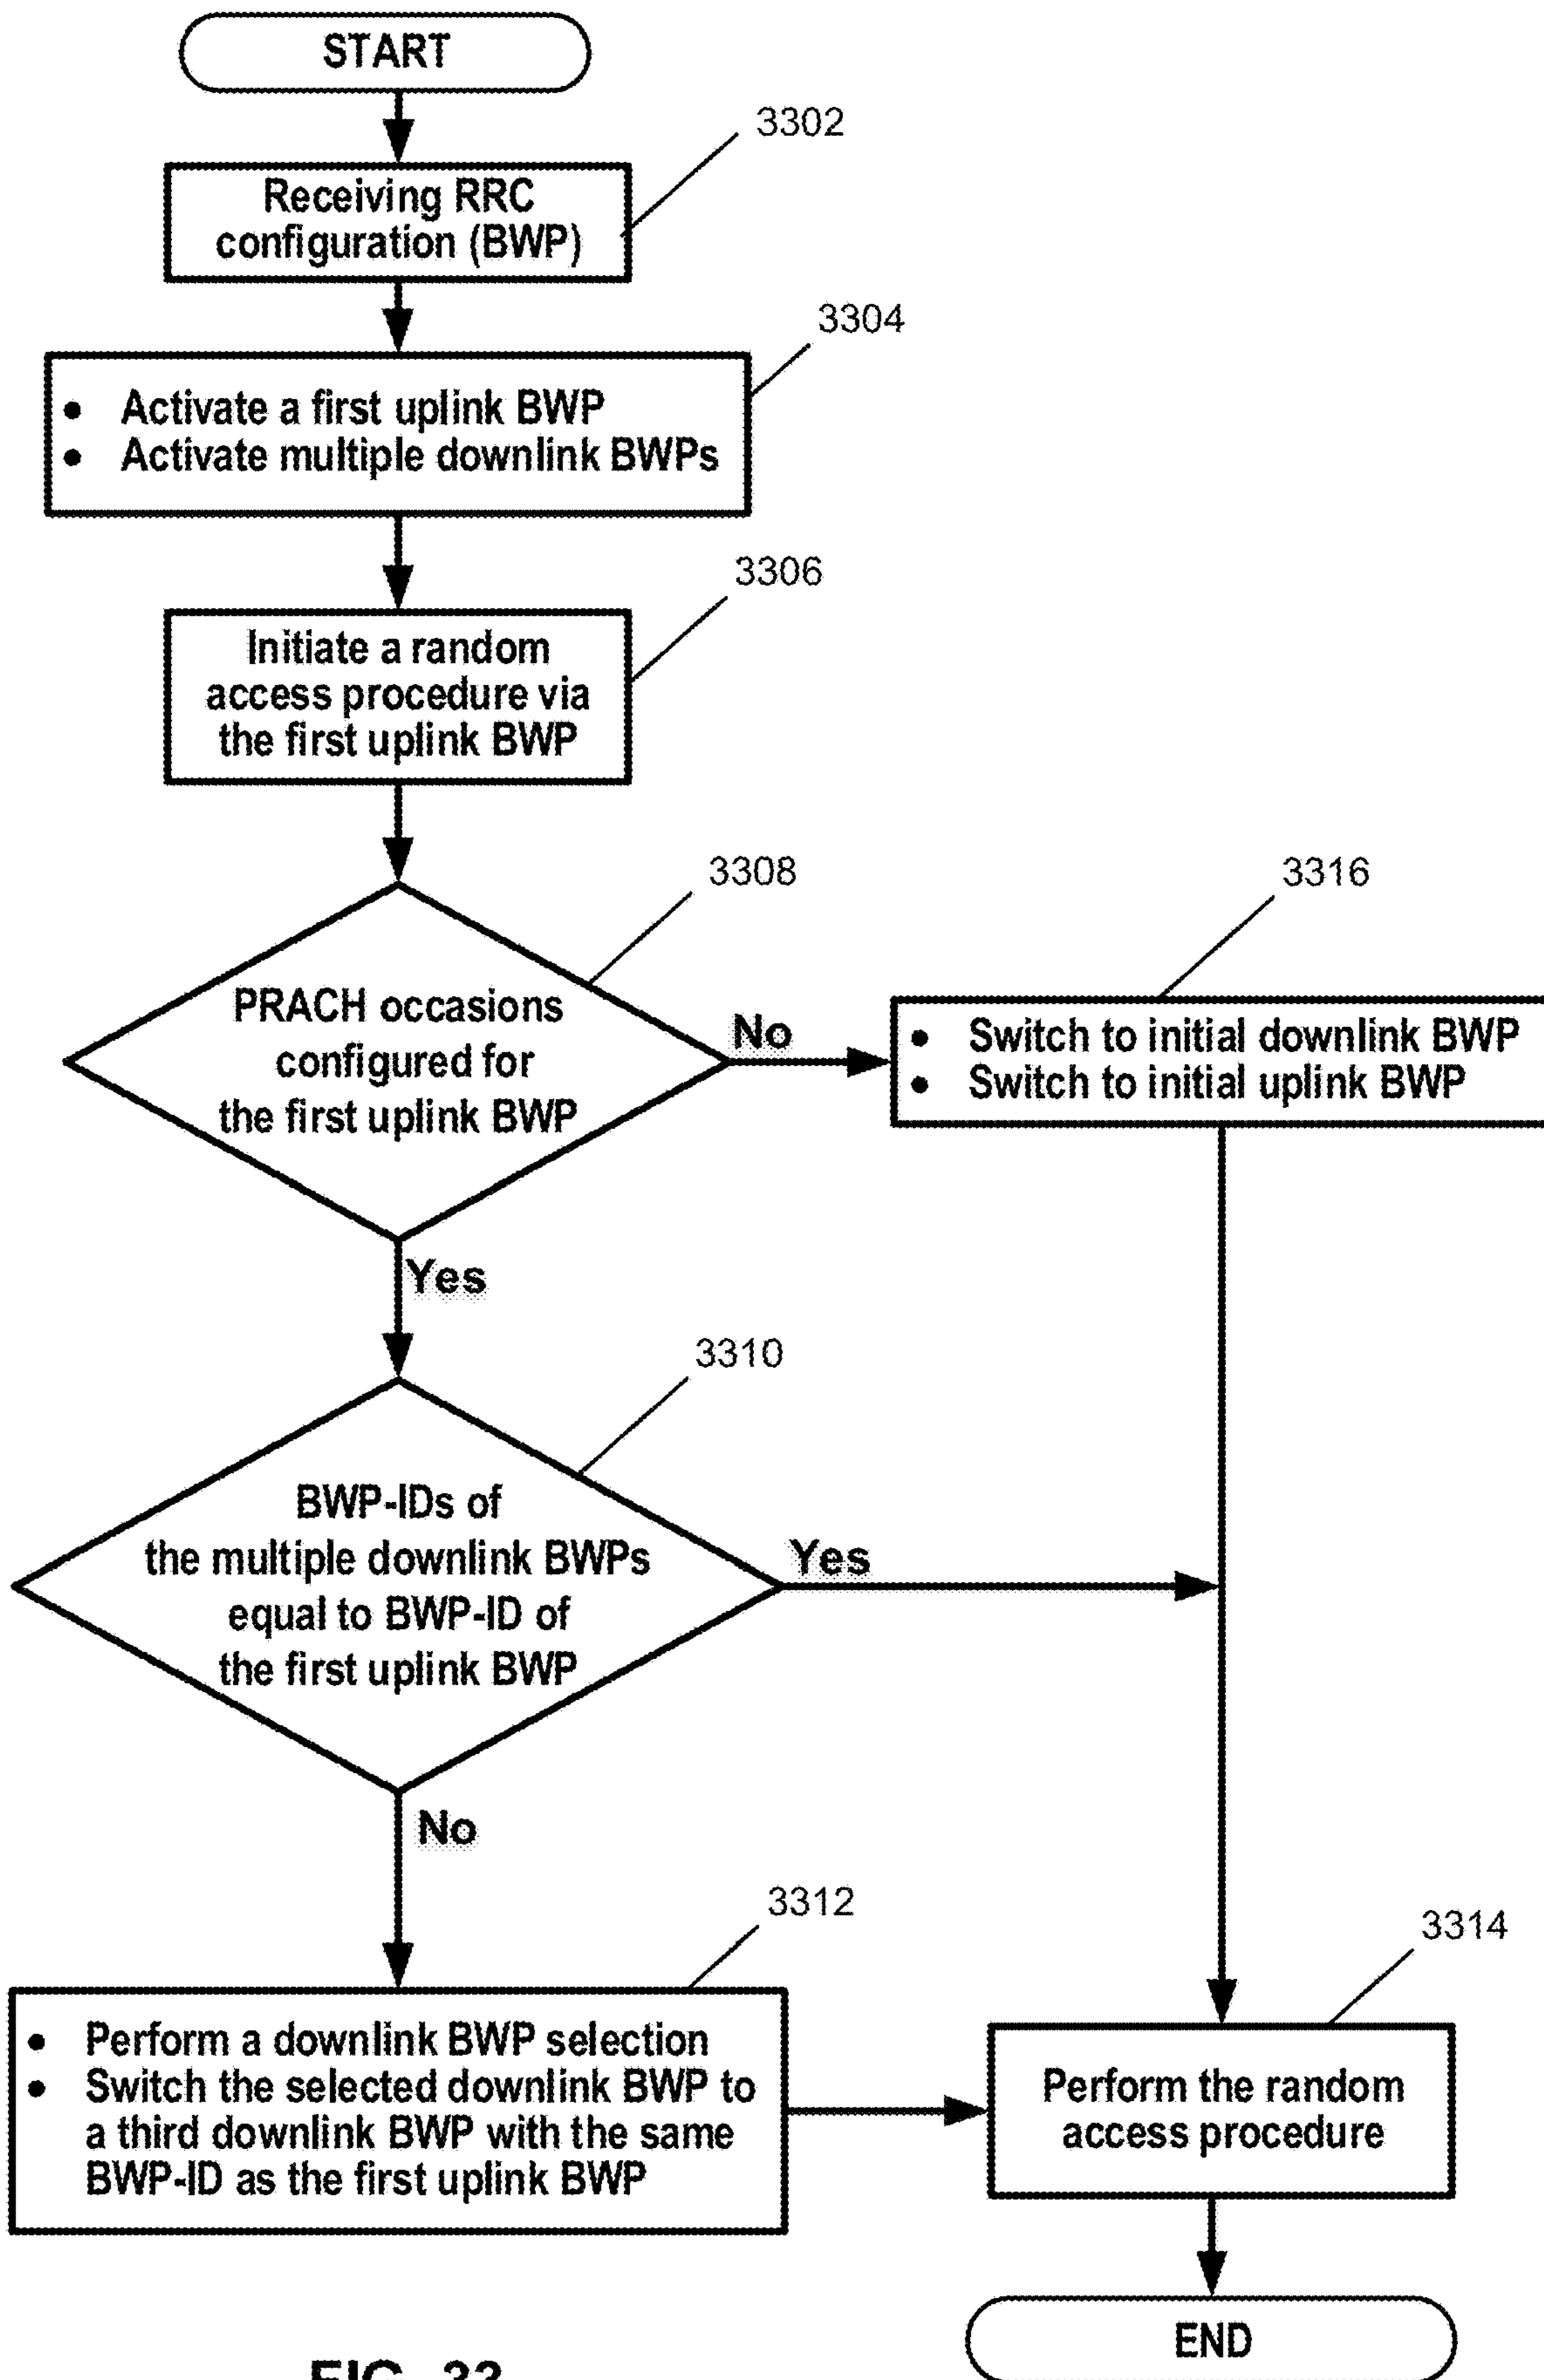 START
3302
Receiving RRC
configuration (BWP)
3304
• Activate a first uplink BWP
• Activate multiple downlink BWPs
3306
Initiate a random
access procedure via
the first uplink BWP
3308
PRACH occasions
configured for
the first uplink BWP
No
3316
• Switch to initial downlink BWP
• Switch to initial uplink BWP
Yes
3310
BWP-IDs of
the multiple downlink BWPs
equal to BWP-ID of
the first uplink BWP
Yes
No
3312
• Perform a downlink BWP selection
• Switch the selected downlink BWP to
a third downlink BWP with the same
BWP-ID as the first uplink BWP
3314
Perform the random
access procedure
END
FIG. 33